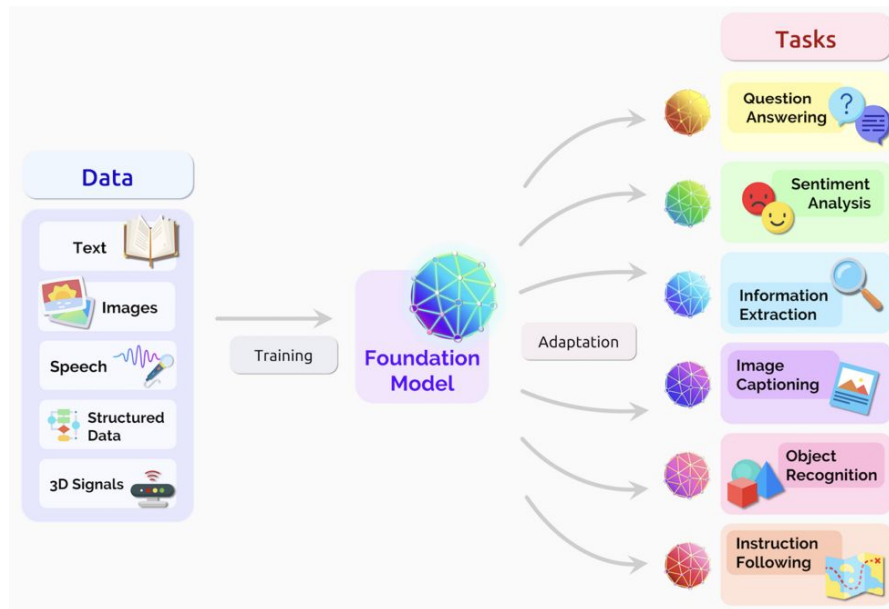 Data
Text
Images
Speech
Structured
Data
3D Signals
Training
Foundation
Model
Adaptation
Tasks
Question
Answering
?
Sentiment
Analysis
Information
Extraction
Image
Captioning
Object
Recognition
Instruction
Following